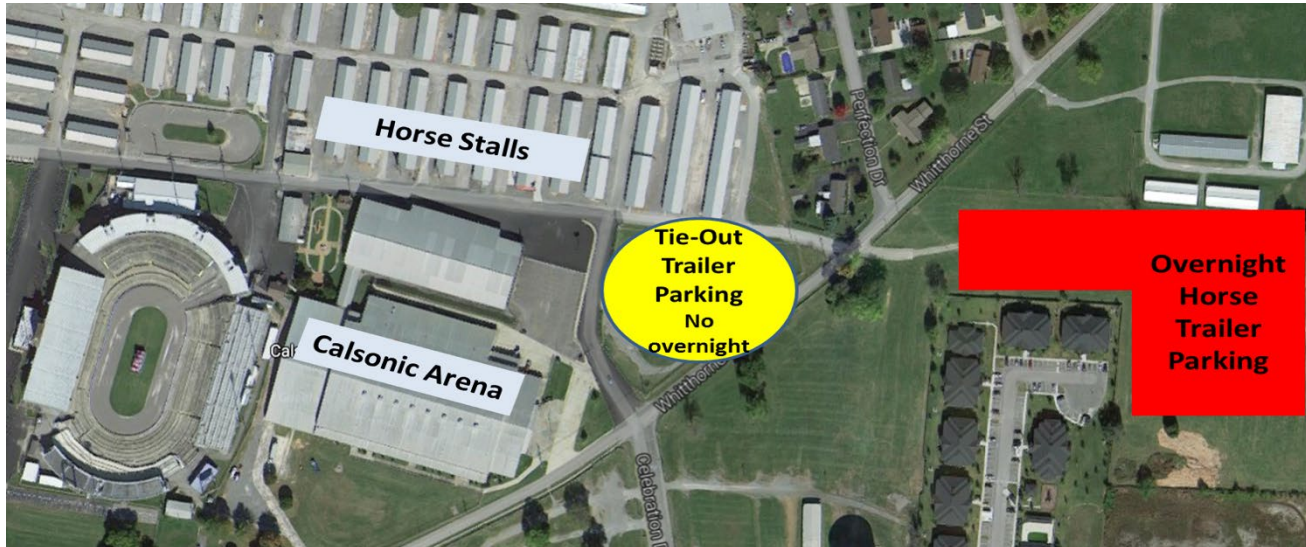 Horse Stalls
Perfection Dr
Whitthorne St
Tie-Out
Trailer
Parking
No
overnight
Overnight
Horse
Trailer
Parking
Calsonic Arena
Cal
Whitthorne
Celebration D